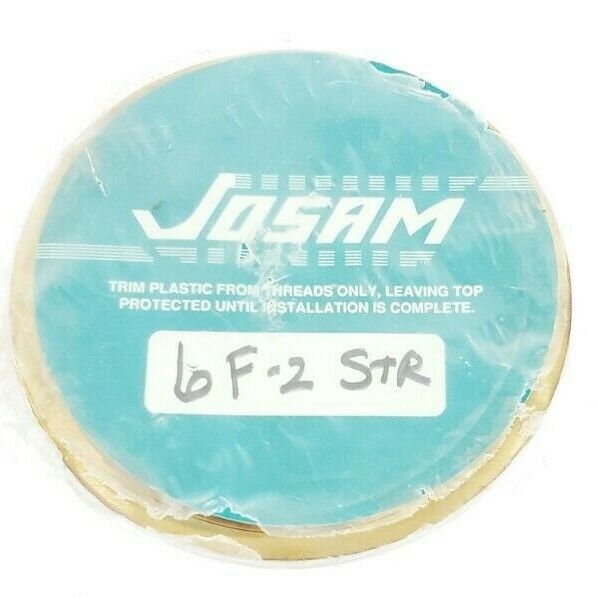 JOSAM
TRIM PLASTIC FROM THREADS ONLY, LEAVING TOP
PROTECTED UNTIL INSTALLATION IS COMPLETE.
6F-2 STR